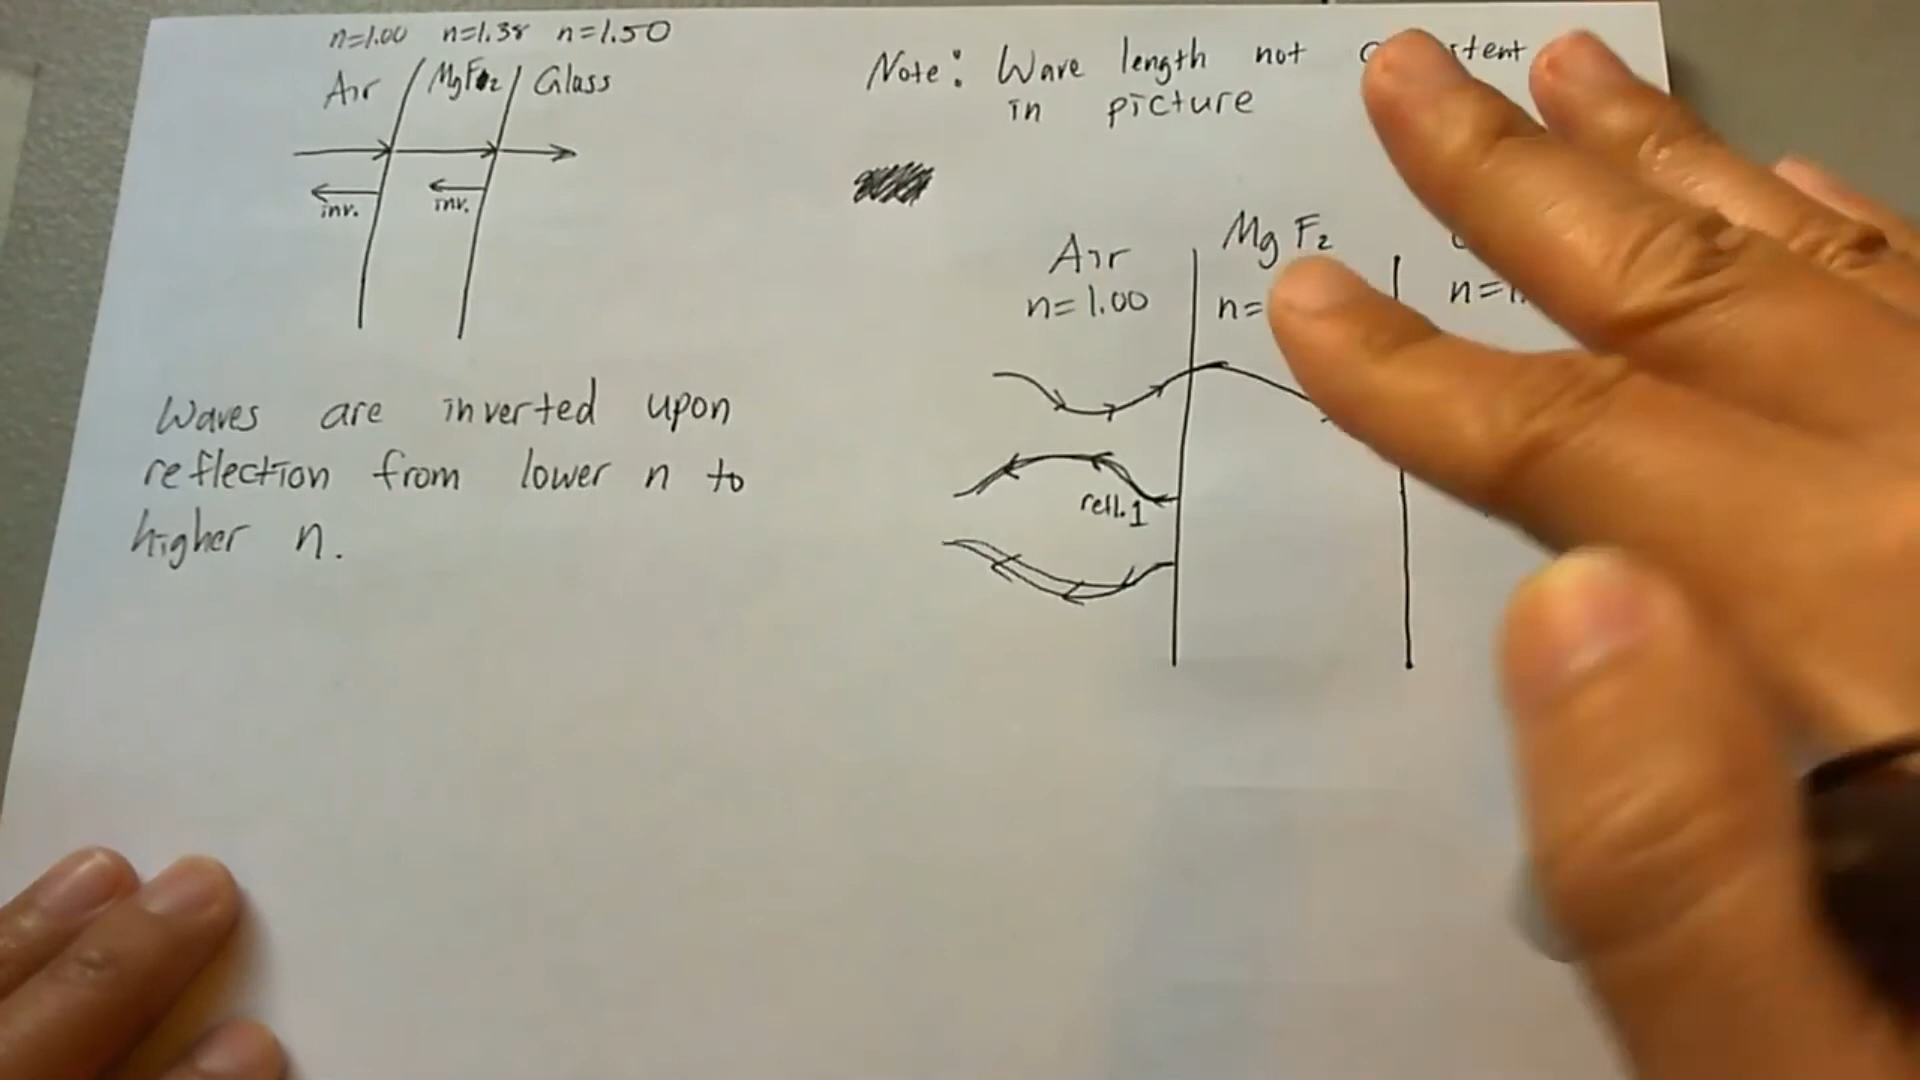 n=1.00 n=1.38 n=1.50
Air MgF2 Glass
inv. inv.
Waves are inverted upon
reflection from lower n to
higher n.
Note: Wave length not
in picture
Air MgF2
n=1.00 n= n=1.
refl.1